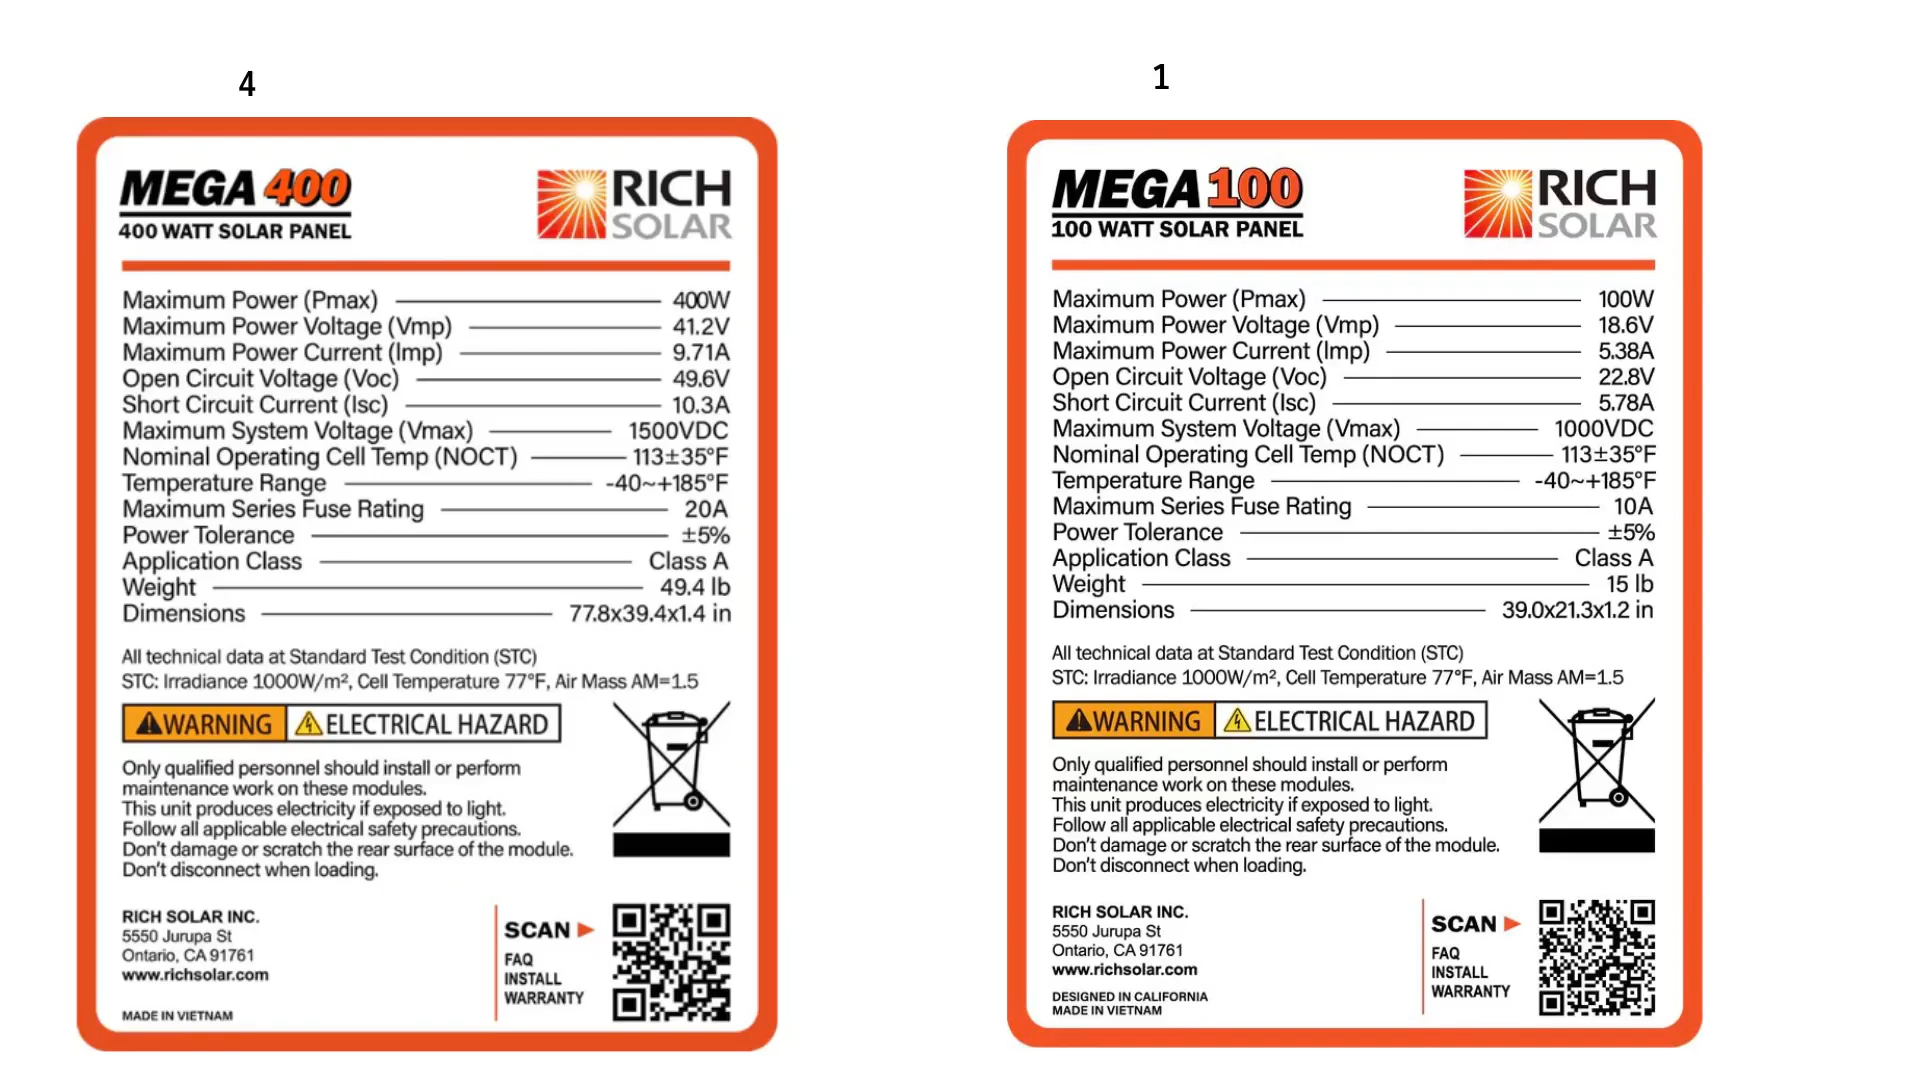 4
MEGA 400
400 WATT SOLAR PANEL
RICH
SOLAR
Maximum Power (Pmax) 400W
Maximum Power Voltage (Vmp) 41.2V
Maximum Power Current (Imp) 9.71A
Open Circuit Voltage (Voc) 49.6V
Short Circuit Current (Isc) 10.3A
Maximum System Voltage (Vmax) 1500VDC
Nominal Operating Cell Temp (NOCT) 113±35°F
Temperature Range -40~+185°F
Maximum Series Fuse Rating 20A
Power Tolerance ±5%
Application Class Class A
Weight 49.4 lb
Dimensions 77.8x39.4x1.4 in
All technical data at Standard Test Condition (STC)
STC: Irradiance 1000W/m², Cell Temperature 77°F, Air Mass AM=1.5
WARNING ELECTRICAL HAZARD
Only qualified personnel should install or perform
maintenance work on these modules.
This unit produces electricity if exposed to light.
Follow all applicable electrical safety precautions.
Don't damage or scratch the rear surface of the module.
Don't disconnect when loading.
RICH SOLAR INC.
5550 Jurupa St
Ontario, CA 91761
www.richsolar.com
MADE IN VIETNAM
SCAN
FAQ
INSTALL
WARRANTY
1
MEGA 100
100 WATT SOLAR PANEL
RICH
SOLAR
Maximum Power (Pmax) 100W
Maximum Power Voltage (Vmp) 18.6V
Maximum Power Current (Imp) 5.38A
Open Circuit Voltage (Voc) 22.8V
Short Circuit Current (Isc) 5.78A
Maximum System Voltage (Vmax) 1000VDC
Nominal Operating Cell Temp (NOCT) 113±35°F
Temperature Range -40~+185°F
Maximum Series Fuse Rating 10A
Power Tolerance ±5%
Application Class Class A
Weight 15 lb
Dimensions 39.0x21.3x1.2 in
All technical data at Standard Test Condition (STC)
STC: Irradiance 1000W/m², Cell Temperature 77°F, Air Mass AM=1.5
WARNING ELECTRICAL HAZARD
Only qualified personnel should install or perform
maintenance work on these modules.
This unit produces electricity if exposed to light.
Follow all applicable electrical safety precautions.
Don't damage or scratch the rear surface of the module.
Don't disconnect when loading.
RICH SOLAR INC.
5550 Jurupa St
Ontario, CA 91761
www.richsolar.com
DESIGNED IN CALIFORNIA
MADE IN VIETNAM
SCAN
FAQ
INSTALL
WARRANTY